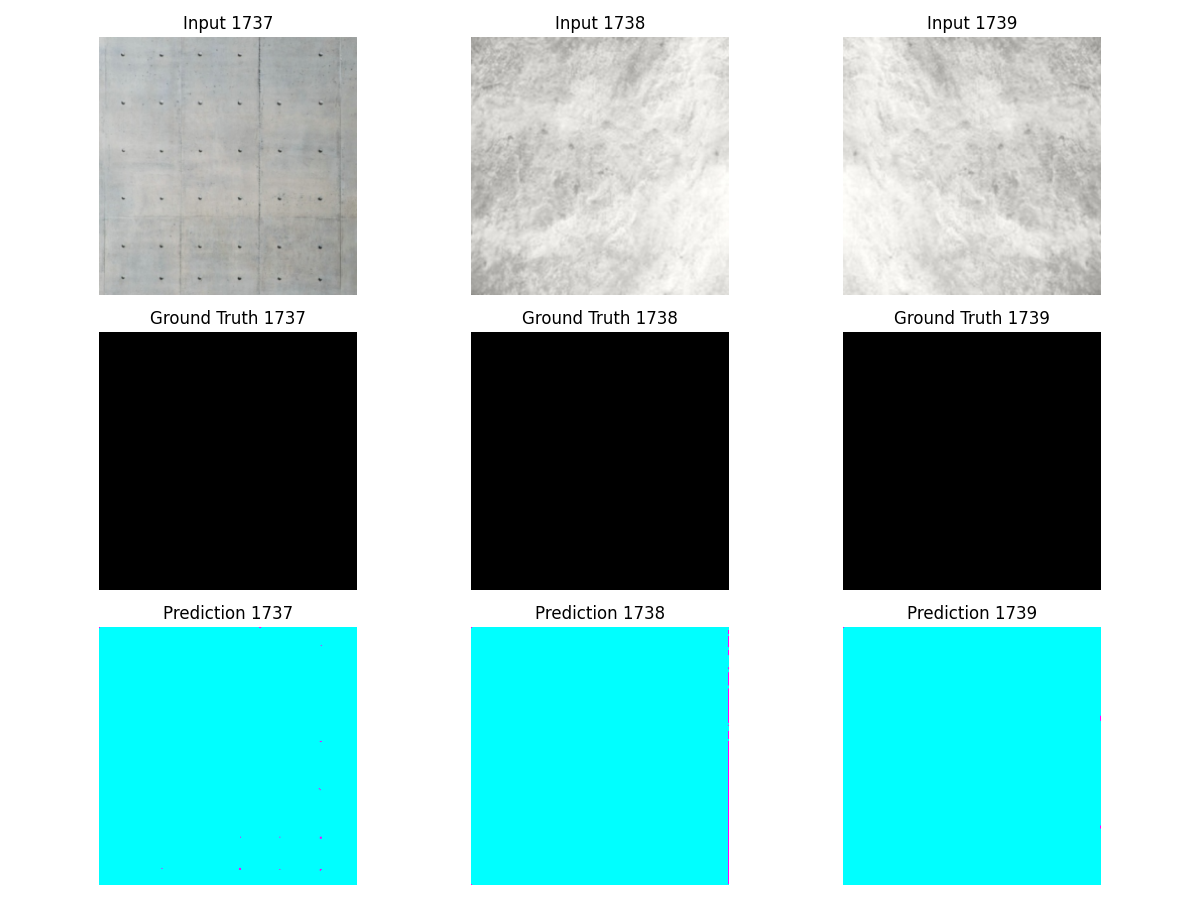 Input 1737
Input 1738
Input 1739
Ground Truth 1737
Ground Truth 1738
Ground Truth 1739
Prediction 1737
Prediction 1738
Prediction 1739